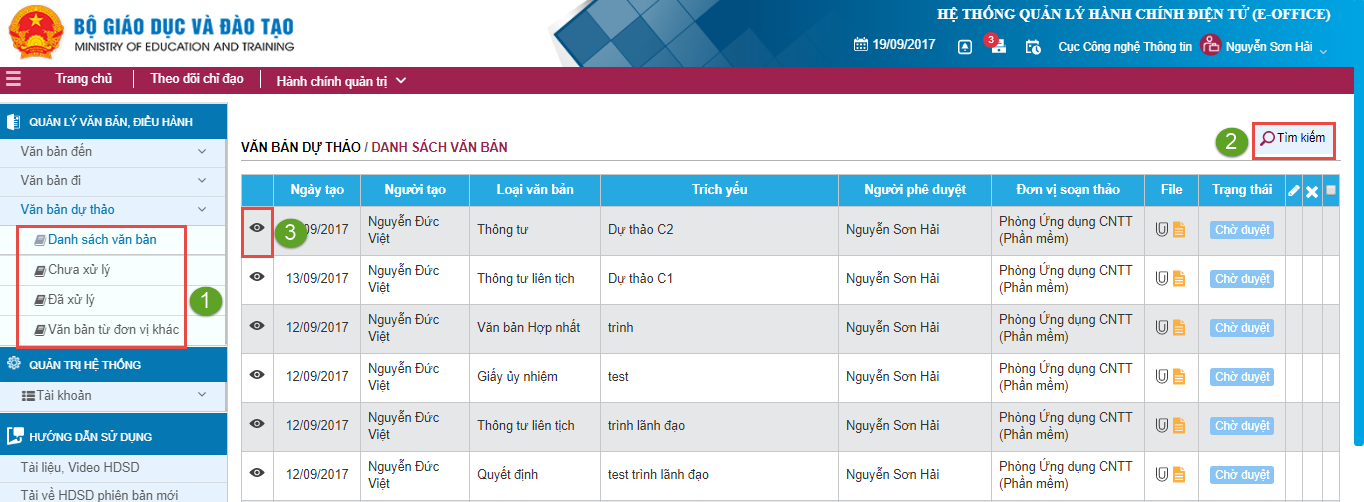 BỘ GIÁO DỤC VÀ ĐÀO TẠO
MINISTRY OF EDUCATION AND TRAINING
HỆ THỐNG QUẢN LÝ HÀNH CHÍNH ĐIỆN TỬ (E-OFFICE)
19/09/2017 3 Cục Công nghệ Thông tin Nguyễn Sơn Hải
Trang chủ Theo dõi chỉ đạo Hành chính quản trị
QUẢN LÝ VĂN BẢN, ĐIỀU HÀNH
Văn bản đến
Văn bản đi
Văn bản dự thảo
Danh sách văn bản
Chưa xử lý
Đã xử lý
Văn bản từ đơn vị khác
1
QUẢN TRỊ HỆ THỐNG
Tài khoản
HƯỚNG DẪN SỬ DỤNG
Tài liệu, Video HDSD
Tải về HDSD phiên bản mới
VĂN BẢN DỰ THẢO / DANH SÁCH VĂN BẢN
2 Tìm kiếm
Ngày tạo Người tạo Loại văn bản Trích yếu Người phê duyệt Đơn vị soạn thảo File Trạng thái
3 /09/2017 Nguyễn Đức Việt Thông tư Dự thảo C2 Nguyễn Sơn Hải Phòng Ứng dụng CNTT (Phần mềm) Chờ duyệt
13/09/2017 Nguyễn Đức Việt Thông tư liên tịch Dự thảo C1 Nguyễn Sơn Hải Phòng Ứng dụng CNTT (Phần mềm) Chờ duyệt
12/09/2017 Nguyễn Đức Việt Văn bản Hợp nhất trình Nguyễn Sơn Hải Phòng Ứng dụng CNTT (Phần mềm) Chờ duyệt
12/09/2017 Nguyễn Đức Việt Giấy ủy nhiệm test Nguyễn Sơn Hải Phòng Ứng dụng CNTT (Phần mềm) Chờ duyệt
12/09/2017 Nguyễn Đức Việt Thông tư liên tịch trình lãnh đạo Nguyễn Sơn Hải Phòng Ứng dụng CNTT (Phần mềm) Chờ duyệt
12/09/2017 Nguyễn Đức Việt Quyết định test trình lãnh đạo Nguyễn Sơn Hải Phòng Ứng dụng CNTT (Phần mềm) Chờ duyệt